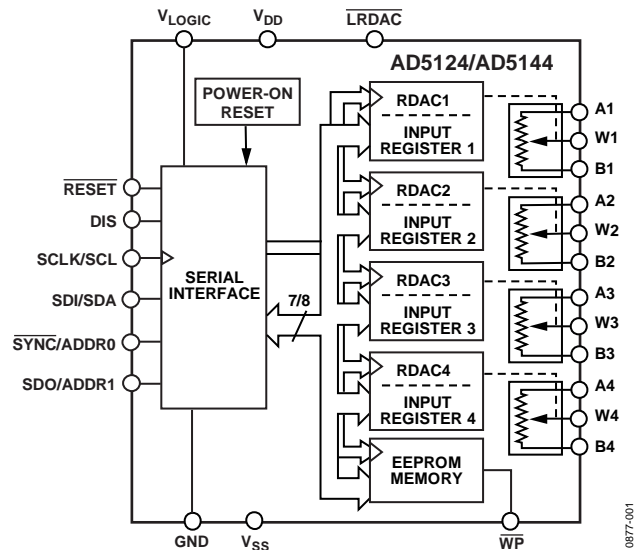 VLOGIC
VDD
LRDAC
AD5124/AD5144
POWER-ON
RESET
RDAC1
INPUT
REGISTER 1
A1
W1
B1
RESET
DIS
SCLK/SCL
SDI/SDA
SYNC/ADDR0
SDO/ADDR1
SERIAL
INTERFACE
7/8
RDAC2
INPUT
REGISTER 2
A2
W2
B2
RDAC3
INPUT
REGISTER 3
A3
W3
B3
RDAC4
INPUT
REGISTER 4
A4
W4
B4
EEPROM
MEMORY
GND
VSS
WP
0877-001